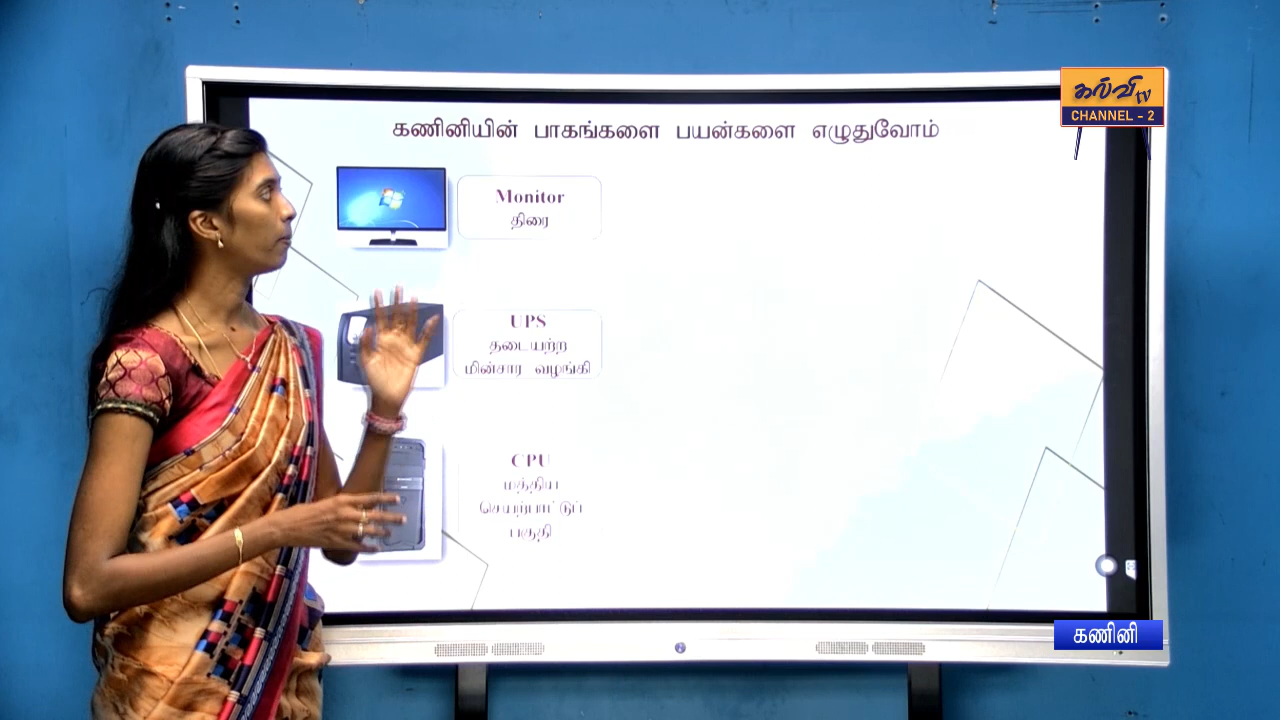 கல்வி tv
CHANNEL - 2
கணினியின் பாகங்களை பயன்களை எழுதுவோம்
Monitor
திரை
UPS
தடையற்ற
மின்சார வழங்கி
CPU
மத்திய
செயற்பாட்டுப்
பகுதி
கணினி